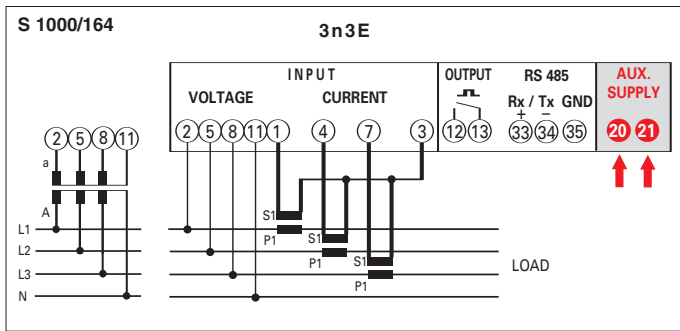 S 1000/164
3n3E
INPUT
OUTPUT
RS 485
AUX.
SUPPLY
VOLTAGE
CURRENT
Rx / Tx GND
+ −
2 5 8 11 1 4 7 3 12 13 33 34 35 20 21
2 5 8 11
a
A
S1
P1
S1
P1
S1
P1
L1
L2
L3
N
LOAD